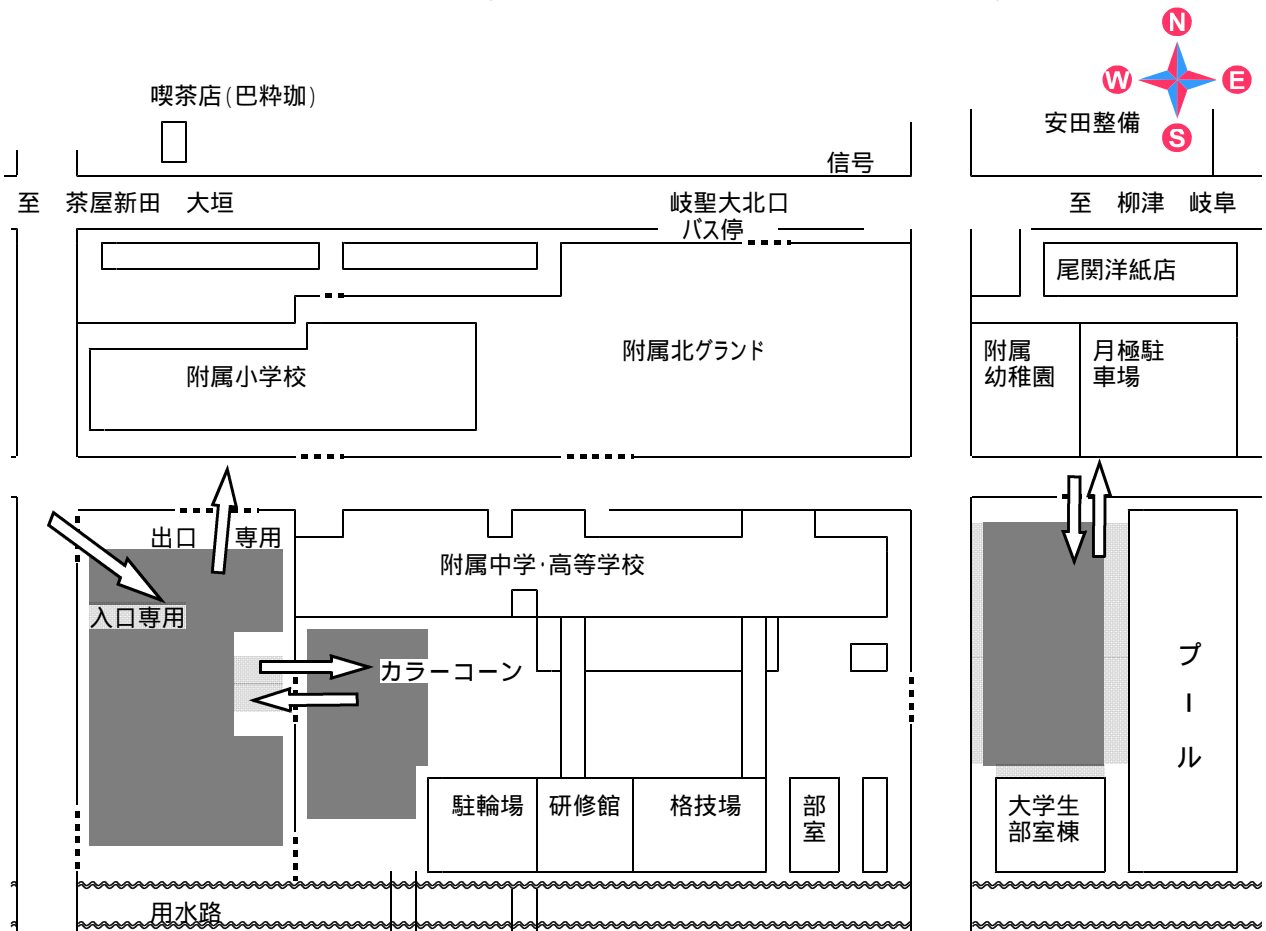 N
W E
S
喫茶店(巴粋珈)
安田整備
信号
至 茶屋新田 大垣
岐聖大北口
バス停
至 柳津 岐阜
尾関洋紙店
附属小学校
附属北グランド
附属
幼稚園
月極駐
車場
出口 専用
入口専用
附属中学・高等学校
カラーコーン
プール
駐輪場
研修館
格技場
部
室
大学生
部室棟
用水路